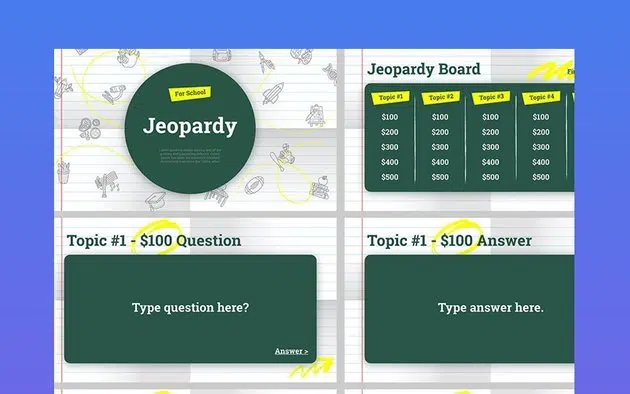 For School
Jeopardy
Jeopardy Board
Topic #1 Topic #2 Topic #3 Topic #4
$100 $100 $100 $100
$200 $200 $200 $200
$300 $300 $300 $300
$400 $400 $400 $400
$500 $500 $500 $500
Topic #1 - $100 Question
Type question here?
Answer >
Topic #1 - $100 Answer
Type answer here.